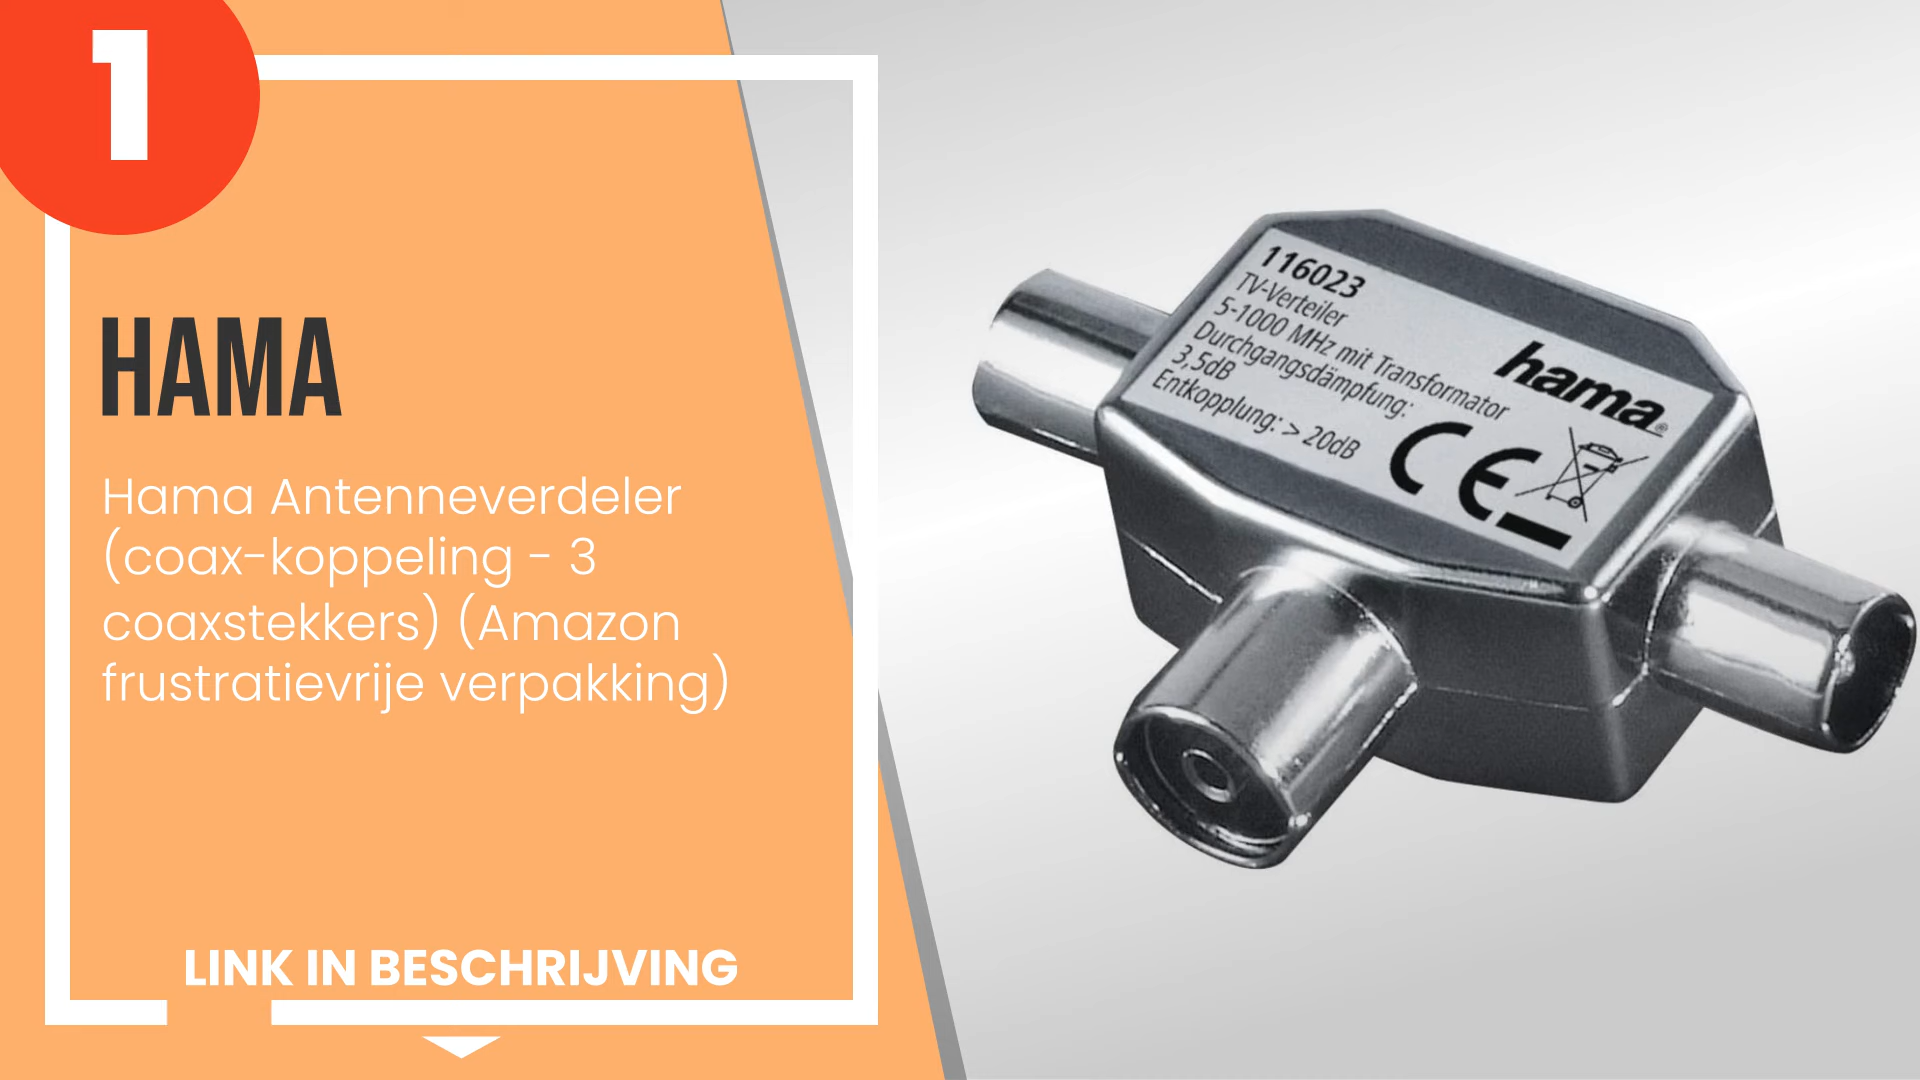 1
HAMA
Hama Antenneverdeler
(coax-koppeling - 3
coaxstekkers) (Amazon
frustratievrije verpakking)
LINK IN BESCHRIJVING
116023
TV-Verteiler
5-1000 MHz mit Transformator
Durchgangsdämpfung:
3,5dB
Entkopplung: > 20dB
hama®
CE